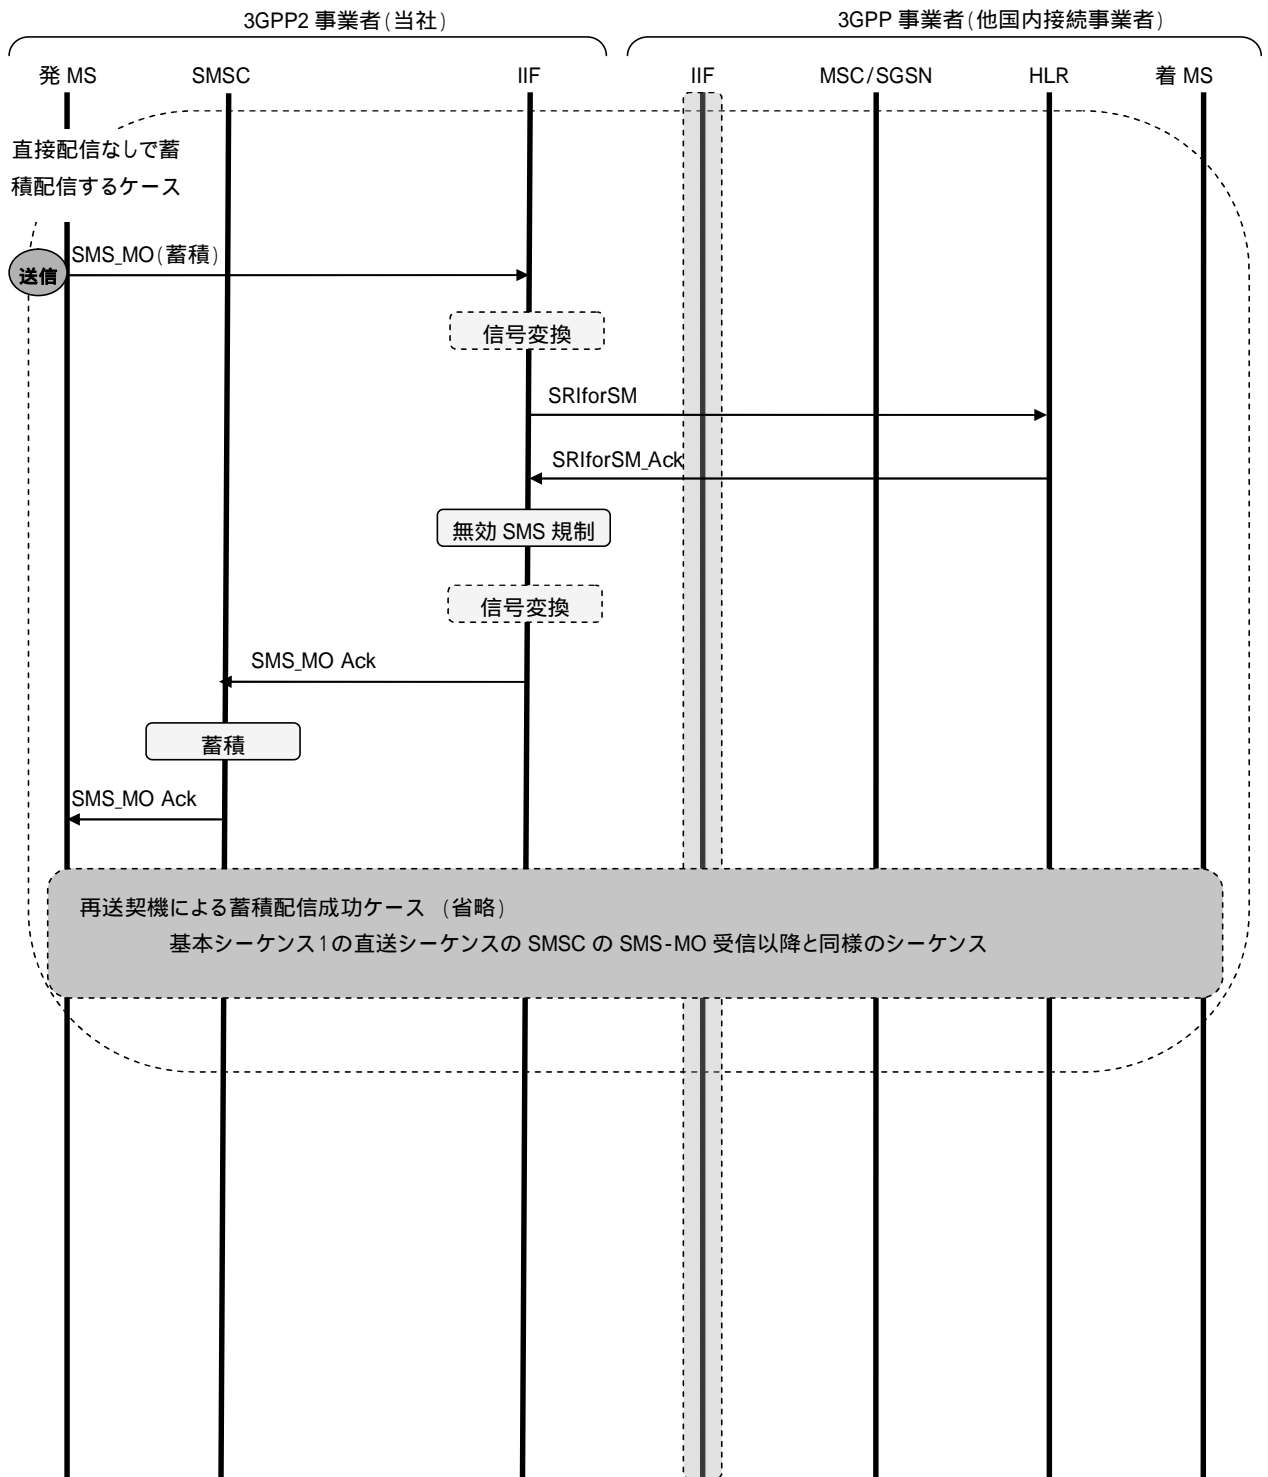 3GPP2 事業者(当社)
3GPP 事業者(他国内接続事業者)
発 MS
SMSC
IIF
IIF
MSC/SGSN
HLR
着 MS
直接配信なしで蓄
積配信するケース
送信
SMS_MO(蓄積)
信号変換
SRIforSM
SRIforSM_Ack
無効 SMS 規制
信号変換
SMS_MO Ack
蓄積
SMS_MO Ack
再送契機による蓄積配信成功ケース (省略)
基本シーケンス1の直送シーケンスの SMSC の SMS-MO 受信以降と同様のシーケンス